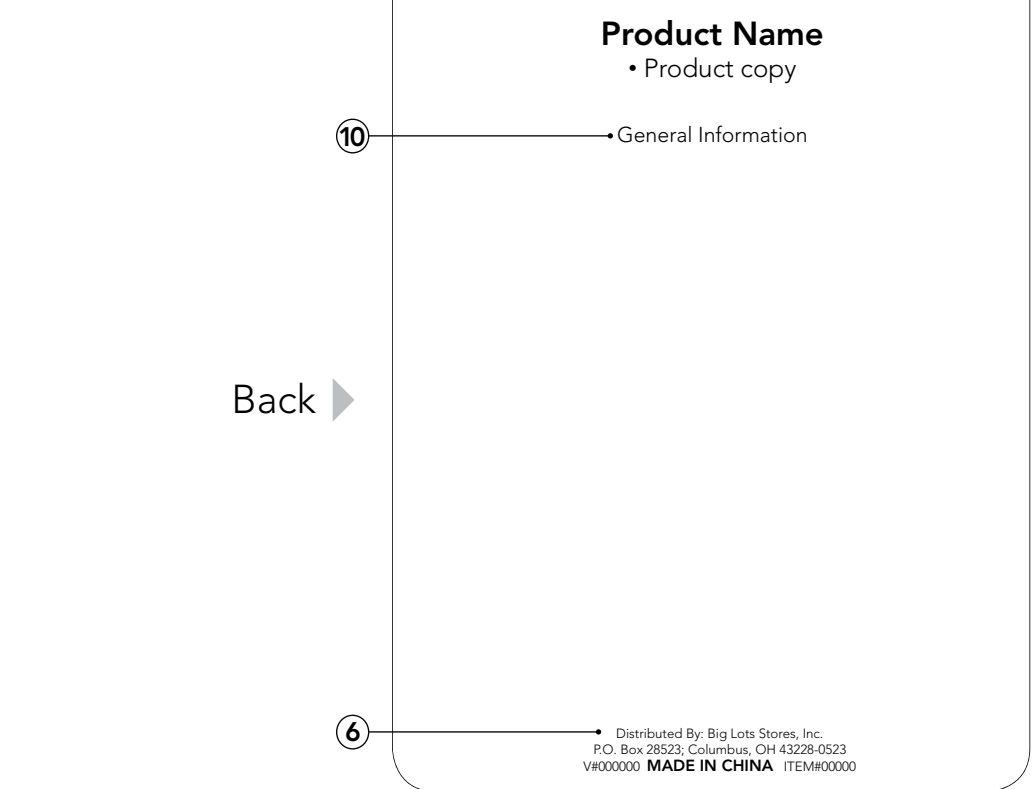 Product Name
• Product copy
10
General Information
Back
6
Distributed By: Big Lots Stores, Inc.
P.O. Box 28523; Columbus, OH 43228-0523
V#000000 MADE IN CHINA ITEM#00000